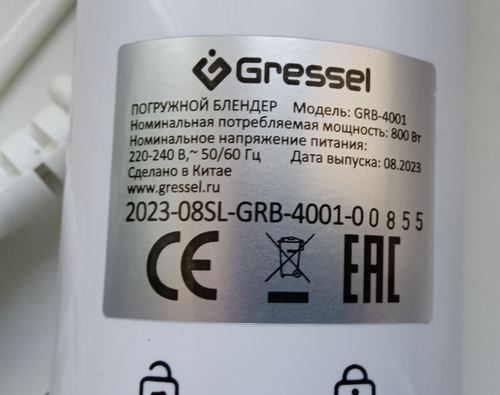 Gressel
ПОГРУЖНОЙ БЛЕНДЕР Модель: GRB-4001
Номинальная потребляемая мощность: 800 Вт
Номинальное напряжение питания:
220-240 В,~ 50/60 Гц Дата выпуска: 08.2023
Сделано в Китае
www.gressel.ru
2023-08SL-GRB-4001-00855
CE EAC